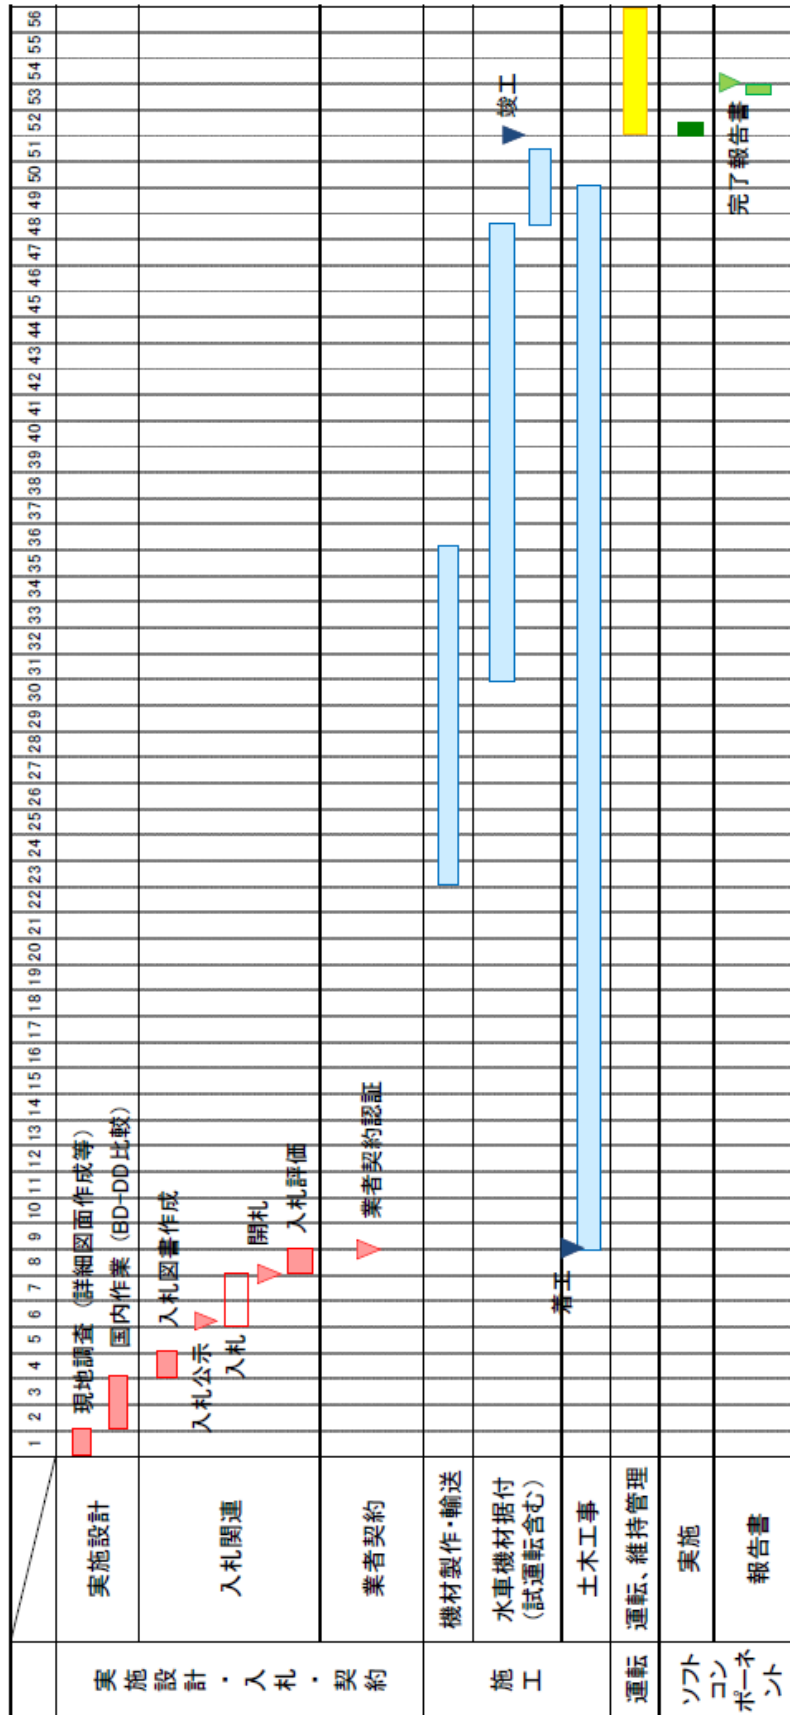 1 2 3 4 5 6 7 8 9 10 11 12 13 14 15 16 17 18 19 20 21 22 23 24 25 26 27 28 29 30 31 32 33 34 35 36 37 38 39 40 41 42 43 44 45 46 47 48 49 50 51 52 53 54 55 56
実施設計・入札・契約
実施設計
現地調査（詳細図面作成等）
国内作業（BD-DD比較）
入札関連
入札図書作成
入札公示
入札
開札
入札評価
業者契約
業者契約認証
施工
機材製作・輸送
水車機材据付
（試運転含む）
竣工
土木工事
着工
運転
運転、維持管理
ソフト
コン
ポーネ
ント
実施
報告書
完了報告書